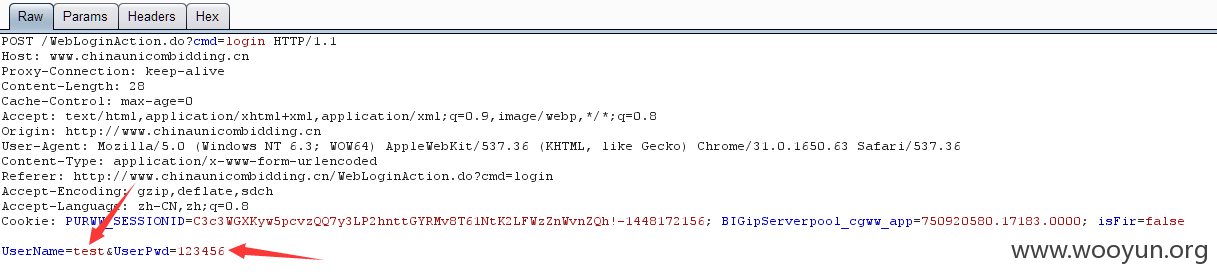 Raw Params Headers Hex
POST /WebLoginAction.do?cmd=login HTTP/1.1
Host: www.chinaunicombidding.cn
Proxy-Connection: keep-alive
Content-Length: 28
Cache-Control: max-age=0
Accept: text/html,application/xhtml+xml,application/xml;q=0.9,image/webp,*/*;q=0.8
Origin: http://www.chinaunicombidding.cn
User-Agent: Mozilla/5.0 (Windows NT 6.3; WOW64) AppleWebKit/537.36 (KHTML, like Gecko) Chrome/31.0.1650.63 Safari/537.36
Content-Type: application/x-www-form-urlencoded
Referer: http://www.chinaunicombidding.cn/WebLoginAction.do?cmd=login
Accept-Encoding: gzip,deflate,sdch
Accept-Language: zh-CN,zh;q=0.8
Cookie: PURWW_SESSIONID=C3c3WGXKyw5pcvzQQ7y3LP2hnttGYRMv8T61NtK2LFWzZnWvnZQh!-1448172156; BIGipServerpool_cgww_app=750920580.17183.0000; isFir=false
UserName=test&UserPwd=123456
www.wooyun.org